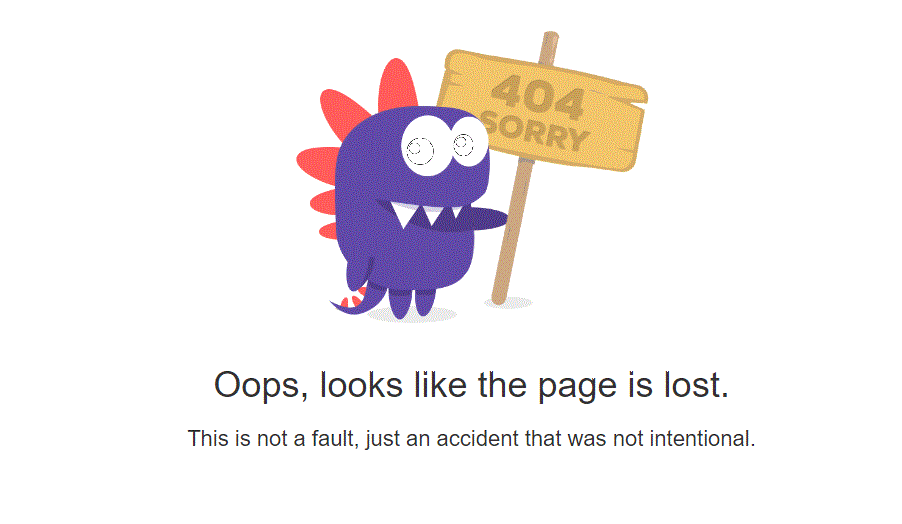 404
SORRY
Oops, looks like the page is lost.
This is not a fault, just an accident that was not intentional.